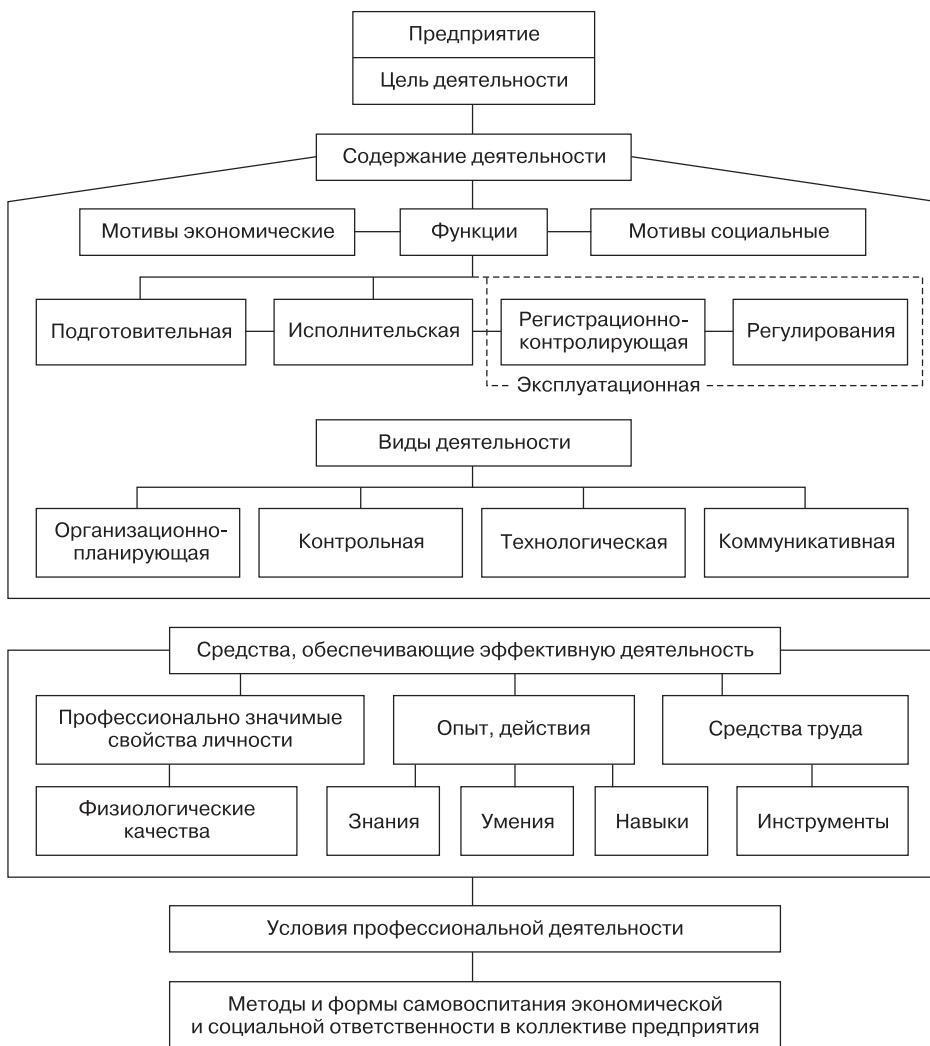 Предприятие
Цель деятельности
Содержание деятельности
Мотивы экономические
Функции
Мотивы социальные
Подготовительная
Исполнительская
Регистрационно-
контролирующая
Регулирования
Эксплуатационная
Виды деятельности
Организационно-
планирующая
Контрольная
Технологическая
Коммуникативная
Средства, обеспечивающие эффективную деятельность
Профессионально значимые
свойства личности
Опыт, действия
Средства труда
Физиологические
качества
Знания
Умения
Навыки
Инструменты
Условия профессиональной деятельности
Методы и формы самовоспитания экономической
и социальной ответственности в коллективе предприятия